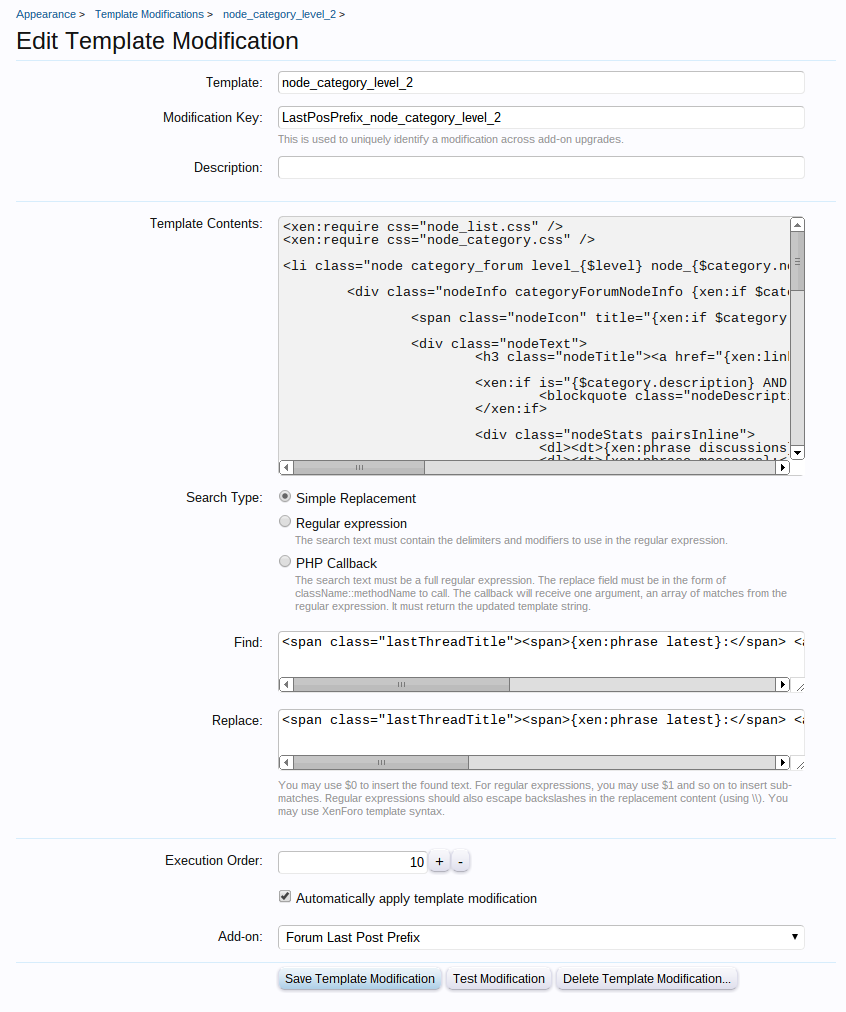 Appearance > Template Modifications > node_category_level_2 >
Edit Template Modification
Template: node_category_level_2
Modification Key: LastPosPrefix_node_category_level_2
This is used to uniquely identify a modification across add-on upgrades.
Description:
Template Contents: <xen:require css="node_list.css" />
<xen:require css="node_category.css" />
<li class="node category_forum level_{$level} node_{$category.n
<div class="nodeInfo categoryForumNodeInfo {xen:if $cat
<span class="nodeIcon" title="{xen:if $category
<div class="nodeText">
<h3 class="nodeTitle"><a href="{xen:lin
<xen:if is="{$category.description} AND
<blockquote class="nodeDescripti
</xen:if>
<div class="nodeStats pairsInline">
<dl><dt>{xen:phrase discussions
<dl><dt>{xen:phrase messages}:<
Search Type: Simple Replacement
Regular expression
The search text must contain the delimiters and modifiers to use in the regular expression.
PHP Callback
The search text must be a full regular expression. The replace field must be in the form of
className::methodName to call. The callback will receive one argument, an array of matches from the
regular expression. It must return the updated template string.
Find: <span class="lastThreadTitle"><span>{xen:phrase latest}:</span> <a
Replace: <span class="lastThreadTitle"><span>{xen:phrase latest}:</span> <a
You may use $0 to insert the found text. For regular expressions, you may use $1 and so on to insert sub-
matches. Regular expressions should also escape backslashes in the replacement content (using \\). You
may use XenForo template syntax.
Execution Order: 10 + -
Automatically apply template modification
Add-on: Forum Last Post Prefix
Save Template Modification Test Modification Delete Template Modification...